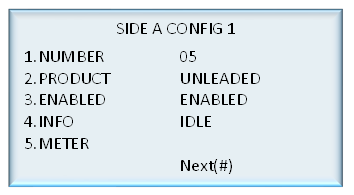 SIDE A CONFIG 1
1.NUMBER 05
2.PRODUCT UNLEADED
3.ENABLED ENABLED
4.INFO IDLE
5.METER
Next(#)